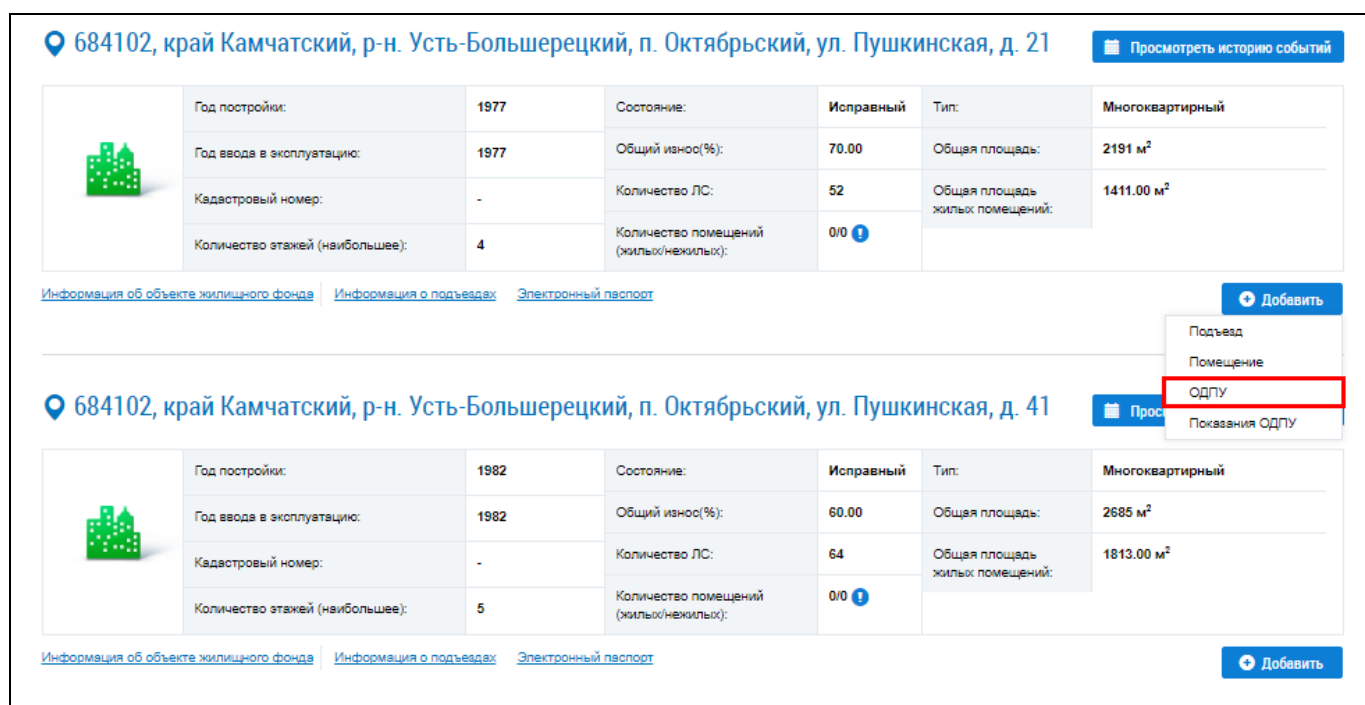 684102, край Камчатский, р-н. Усть-Большерецкий, п. Октябрьский, ул. Пушкинская, д. 21
Просмотреть историю событий
Год постройки: 1977
Год ввода в эксплуатацию: 1977
Кадастровый номер: -
Количество этажей (наибольшее): 4
Состояние: Исправный
Общий износ(%): 70.00
Количество ЛС: 52
Количество помещений
(жилых/нежилых): 0/0
Тип: Многоквартирный
Общая площадь: 2191 м²
Общая площадь
жилых помещений: 1411.00 м²
Информация об объекте жилищного фонда Информация о подъездах Электронный паспорт
Добавить
Подъезд
Помещение
ОДПУ
Показания ОДПУ
684102, край Камчатский, р-н. Усть-Большерецкий, п. Октябрьский, ул. Пушкинская, д. 41
Год постройки: 1982
Год ввода в эксплуатацию: 1982
Кадастровый номер: -
Количество этажей (наибольшее): 5
Состояние: Исправный
Общий износ(%): 60.00
Количество ЛС: 64
Количество помещений
(жилых/нежилых): 0/0
Тип: Многоквартирный
Общая площадь: 2685 м²
Общая площадь
жилых помещений: 1813.00 м²
Информация об объекте жилищного фонда Информация о подъездах Электронный паспорт
Добавить